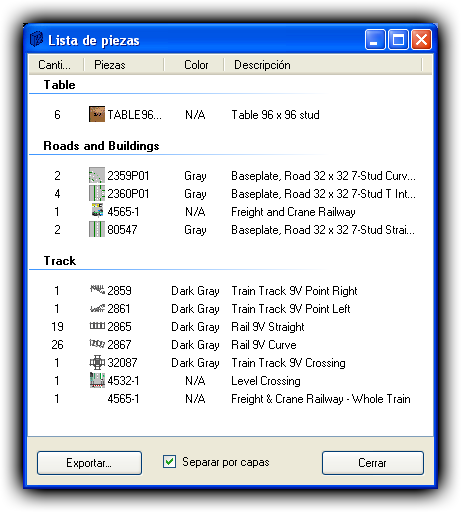 Lista de piezas
Canti... Piezas Color Descripción
Table
6 TABLE96... N/A Table 96 x 96 stud
Roads and Buildings
2 2359P01 Gray Baseplate, Road 32 x 32 7-Stud Curv...
4 2360P01 Gray Baseplate, Road 32 x 32 7-Stud T Int...
1 4565-1 N/A Freight and Crane Railway
2 80547 Gray Baseplate, Road 32 x 32 7-Stud Strai...
Track
1 2859 Dark Gray Train Track 9V Point Right
1 2861 Dark Gray Train Track 9V Point Left
19 2865 Dark Gray Rail 9V Straight
26 2867 Dark Gray Rail 9V Curve
1 32087 Dark Gray Train Track 9V Crossing
1 4532-1 N/A Level Crossing
1 4565-1 N/A Freight & Crane Railway - Whole Train
Exportar... Separar por capas Cerrar